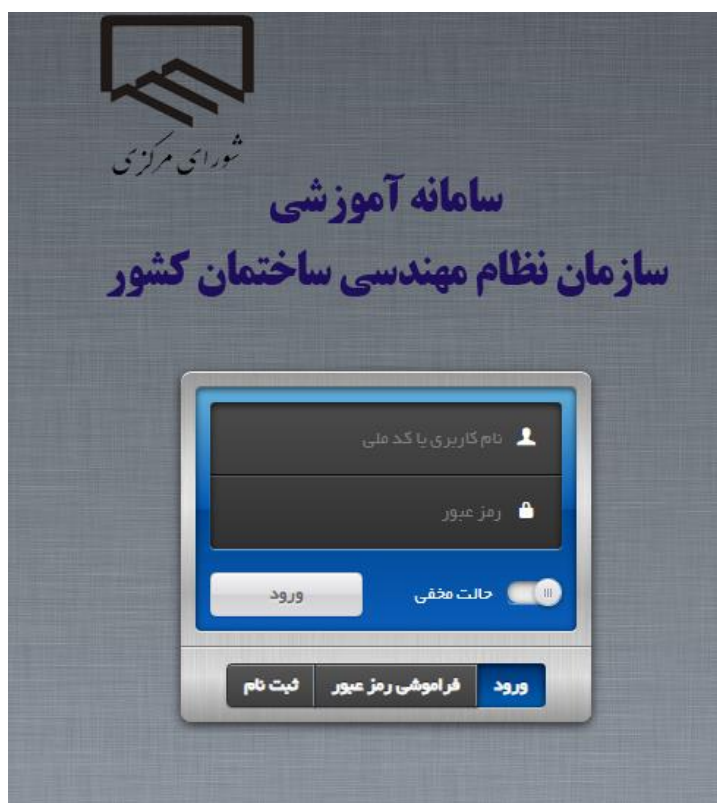 شورای مرکزی
سامانه آموزشی
سازمان نظام مهندسی ساختمان کشور
نام کاربری یا کد ملی
رمز عبور
حالت مخفی
ورود
ورود
فراموشی رمز عبور
ثبت نام